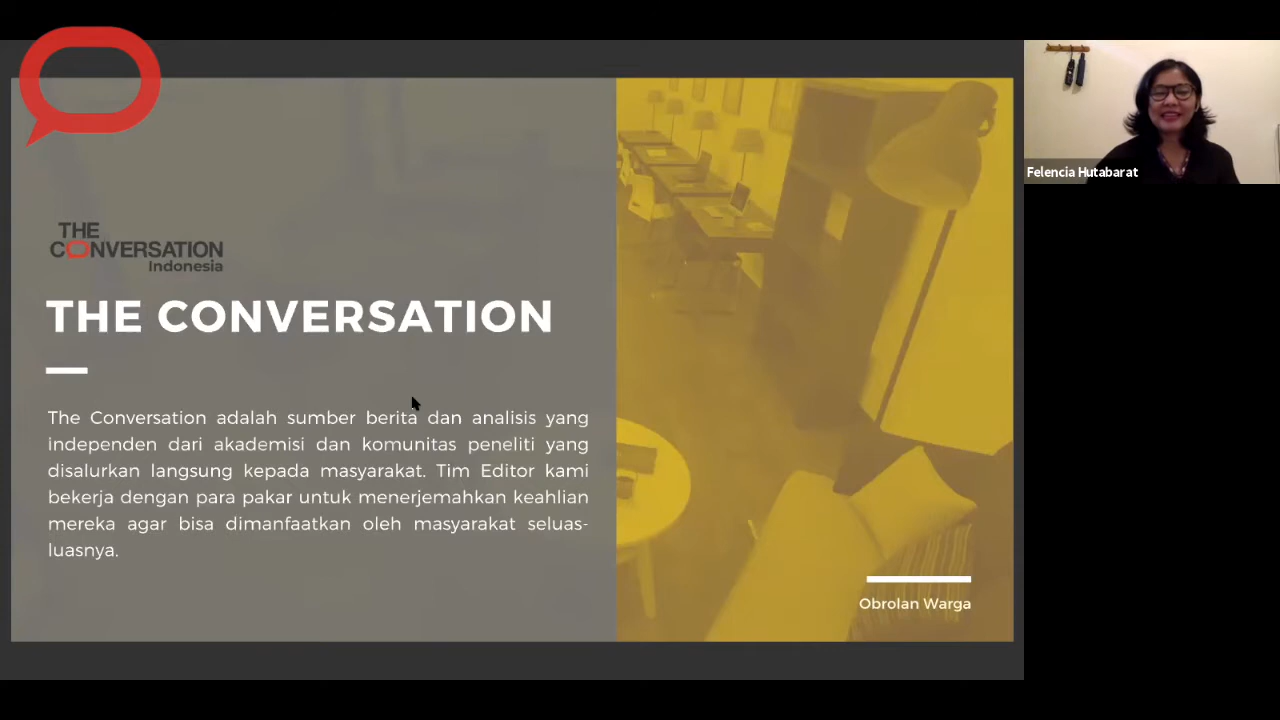 THE
CONVERSATION
Indonesia
THE CONVERSATION
The Conversation adalah sumber berita dan analisis yang
independen dari akademisi dan komunitas peneliti yang
disalurkan langsung kepada masyarakat. Tim Editor kami
bekerja dengan para pakar untuk menerjemahkan keahlian
mereka agar bisa dimanfaatkan oleh masyarakat seluas-
luasnya.
Obrolan Warga
Felencia Hutabarat